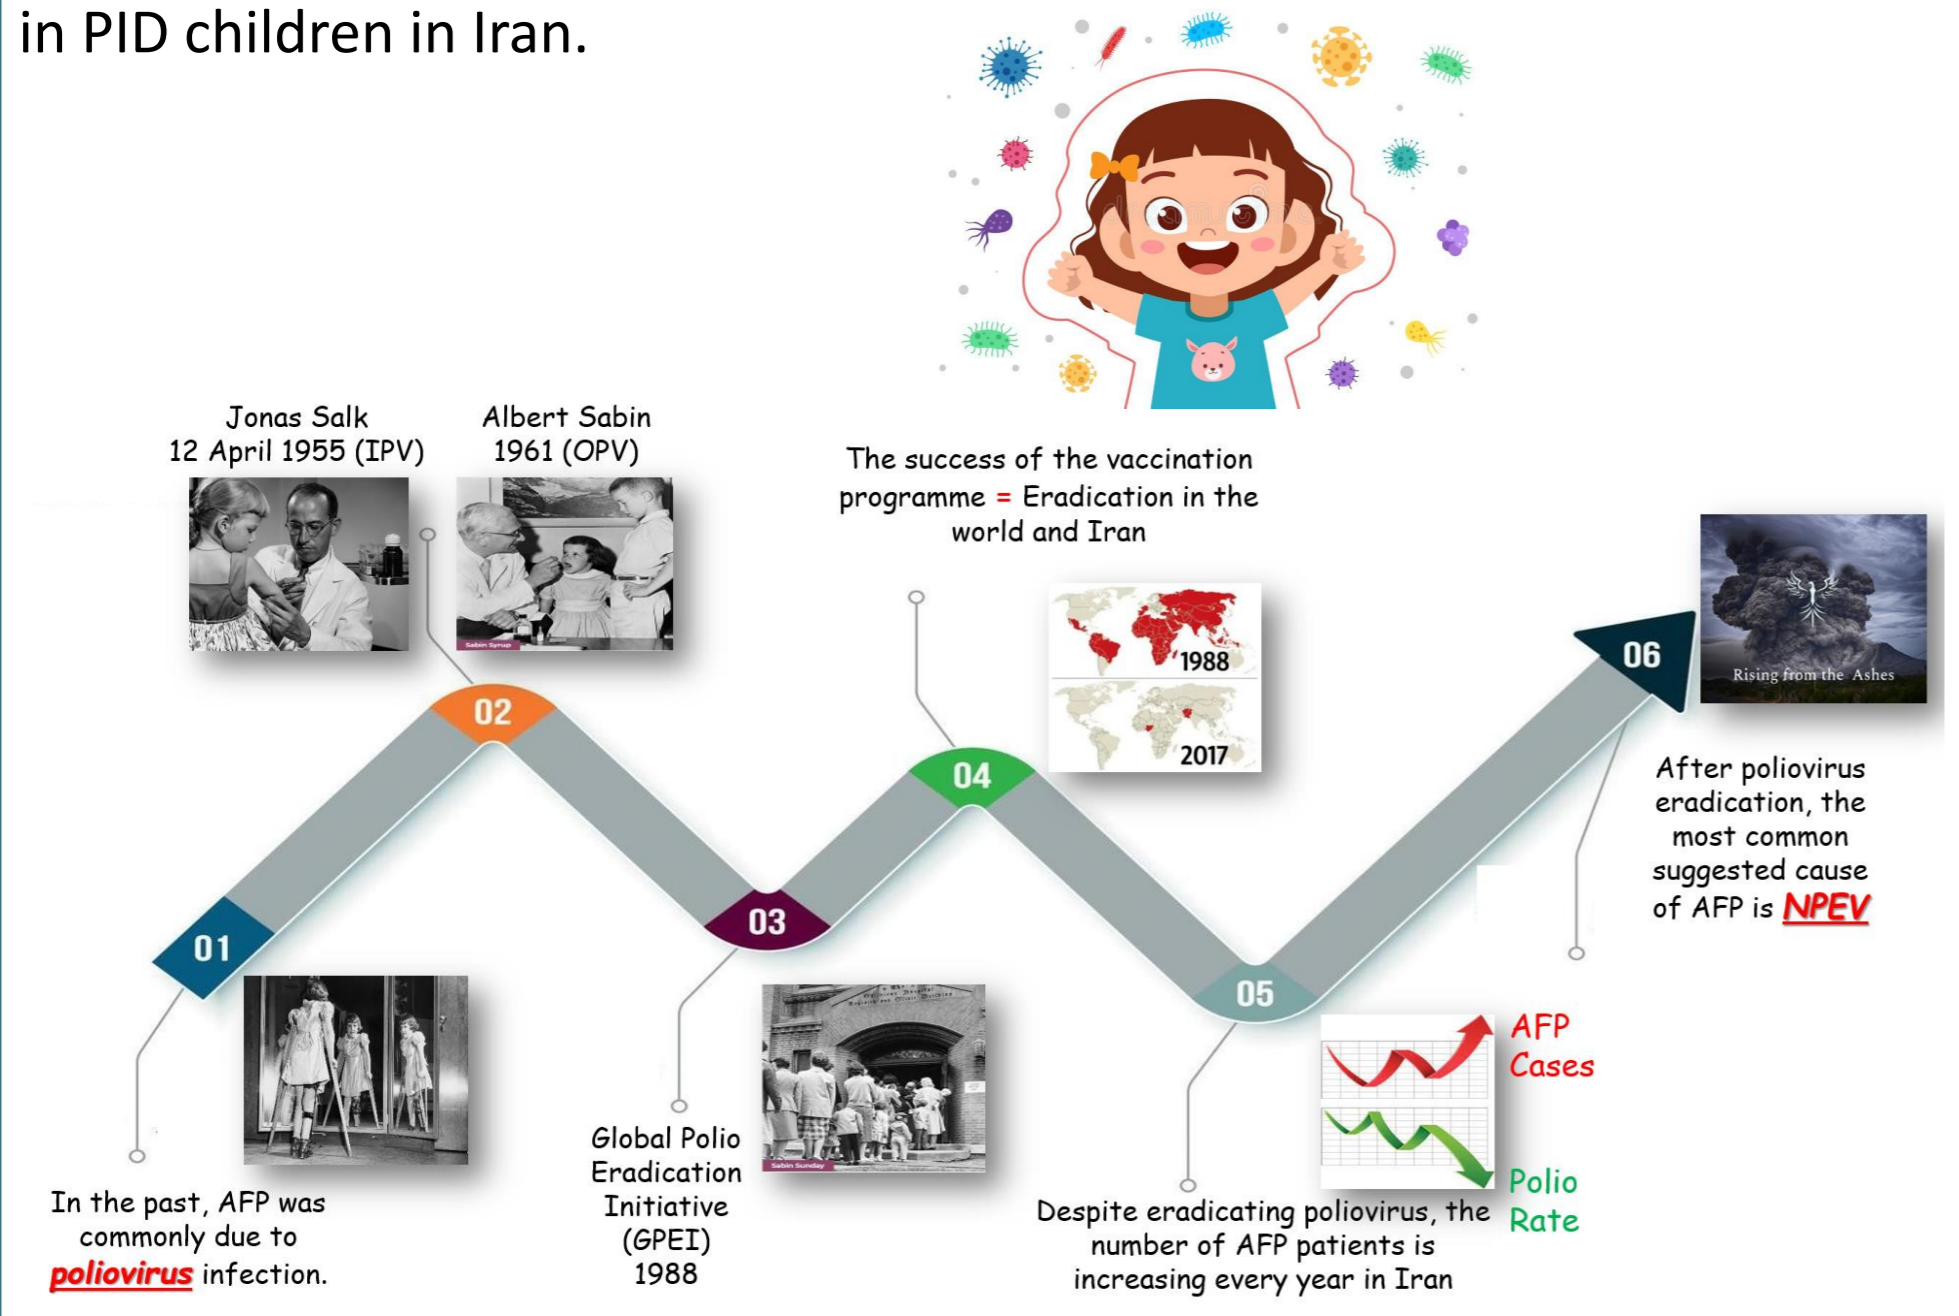 in PID children in Iran.
Jonas Salk
12 April 1955 (IPV)
Albert Sabin
1961 (OPV)
Sabin Syrup
The success of the vaccination
programme = Eradication in the
world and Iran
1988
2017
Rising from the Ashes
01
02
03
04
05
06
After poliovirus
eradication, the
most common
suggested cause
of AFP is NPEV
In the past, AFP was
commonly due to
poliovirus infection.
Global Polio
Eradication
Initiative
(GPEI)
1988
Sabin Sunday
AFP
Cases
Polio
Rate
Despite eradicating poliovirus, the
number of AFP patients is
increasing every year in Iran